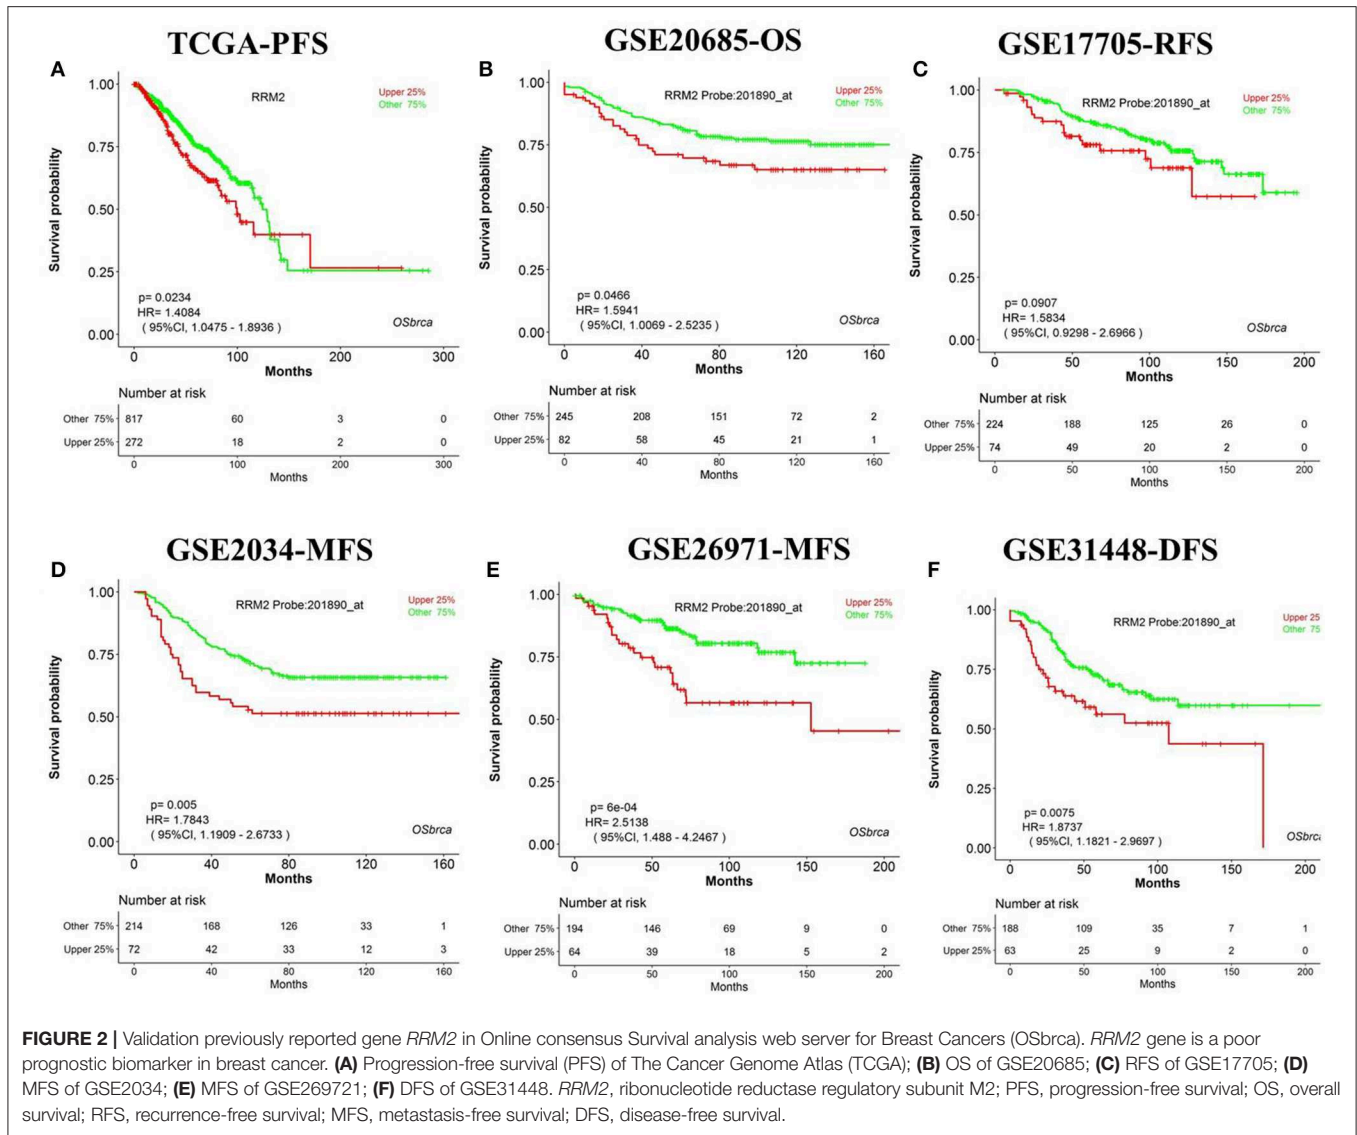 TCGA-PFS
A
RRM2
Upper 25%
Other 75%
1.00
0.75
0.50
0.25
0.00
Survival probability
p= 0.0234
HR= 1.4084
( 95%CI, 1.0475 - 1.8936 )
OSbrca
0 100 200 300
Months
Number at risk
Other 75% 817 60 3 0
Upper 25% 272 18 2 0
0 100 200 300
Months
GSE20685-OS
B
RRM2 Probe:201890_at
Upper 25%
Other 75%
1.00
0.75
0.50
0.25
0.00
Survival probability
p= 0.0466
HR= 1.5941
( 95%CI, 1.0069 - 2.5235 )
OSbrca
0 40 80 120 160
Months
Number at risk
Other 75% 245 208 151 72 2
Upper 25% 82 58 45 21 1
0 40 80 120 160
Months
GSE17705-RFS
C
RRM2 Probe:201890_at
Upper 25%
Other 75%
1.00
0.75
0.50
0.25
0.00
Survival probability
p= 0.0907
HR= 1.5834
( 95%CI, 0.9298 - 2.6966 )
OSbrca
0 50 100 150 200
Months
Number at risk
Other 75% 224 188 125 26 0
Upper 25% 74 49 20 2 0
0 50 100 150 200
Months
GSE2034-MFS
D
RRM2 Probe:201890_at
Upper 25%
Other 75%
1.00
0.75
0.50
0.25
0.00
Survival probability
p= 0.005
HR= 1.7843
( 95%CI, 1.1909 - 2.6733 )
OSbrca
0 40 80 120 160
Months
Number at risk
Other 75% 214 168 126 33 1
Upper 25% 72 42 33 12 3
0 40 80 120 160
Months
GSE26971-MFS
E
RRM2 Probe:201890_at
Upper 25%
Other 75%
1.00
0.75
0.50
0.25
0.00
Survival probability
p= 6e-04
HR= 2.5138
( 95%CI, 1.488 - 4.2467 )
OSbrca
0 50 100 150 200
Months
Number at risk
Other 75% 194 146 69 9 0
Upper 25% 64 39 18 5 2
0 50 100 150 200
Months
GSE31448-DFS
F
RRM2 Probe:201890_at
Upper 25
Other 75
1.00
0.75
0.50
0.25
0.00
Survival probability
p= 0.0075
HR= 1.8737
( 95%CI, 1.1821 - 2.9697 )
OSbrc
0 50 100 150 200
Months
Number at risk
Other 75% 188 109 35 7 1
Upper 25% 63 25 9 2 0
0 50 100 150 200
Months
FIGURE 2 | Validation previously reported gene RRM2 in Online consensus Survival analysis web server for Breast Cancers (OSbrca). RRM2 gene is a poor
prognostic biomarker in breast cancer. (A) Progression-free survival (PFS) of The Cancer Genome Atlas (TCGA); (B) OS of GSE20685; (C) RFS of GSE17705; (D)
MFS of GSE2034; (E) MFS of GSE269721; (F) DFS of GSE31448. RRM2, ribonucleotide reductase regulatory subunit M2; PFS, progression-free survival; OS, overall
survival; RFS, recurrence-free survival; MFS, metastasis-free survival; DFS, disease-free survival.